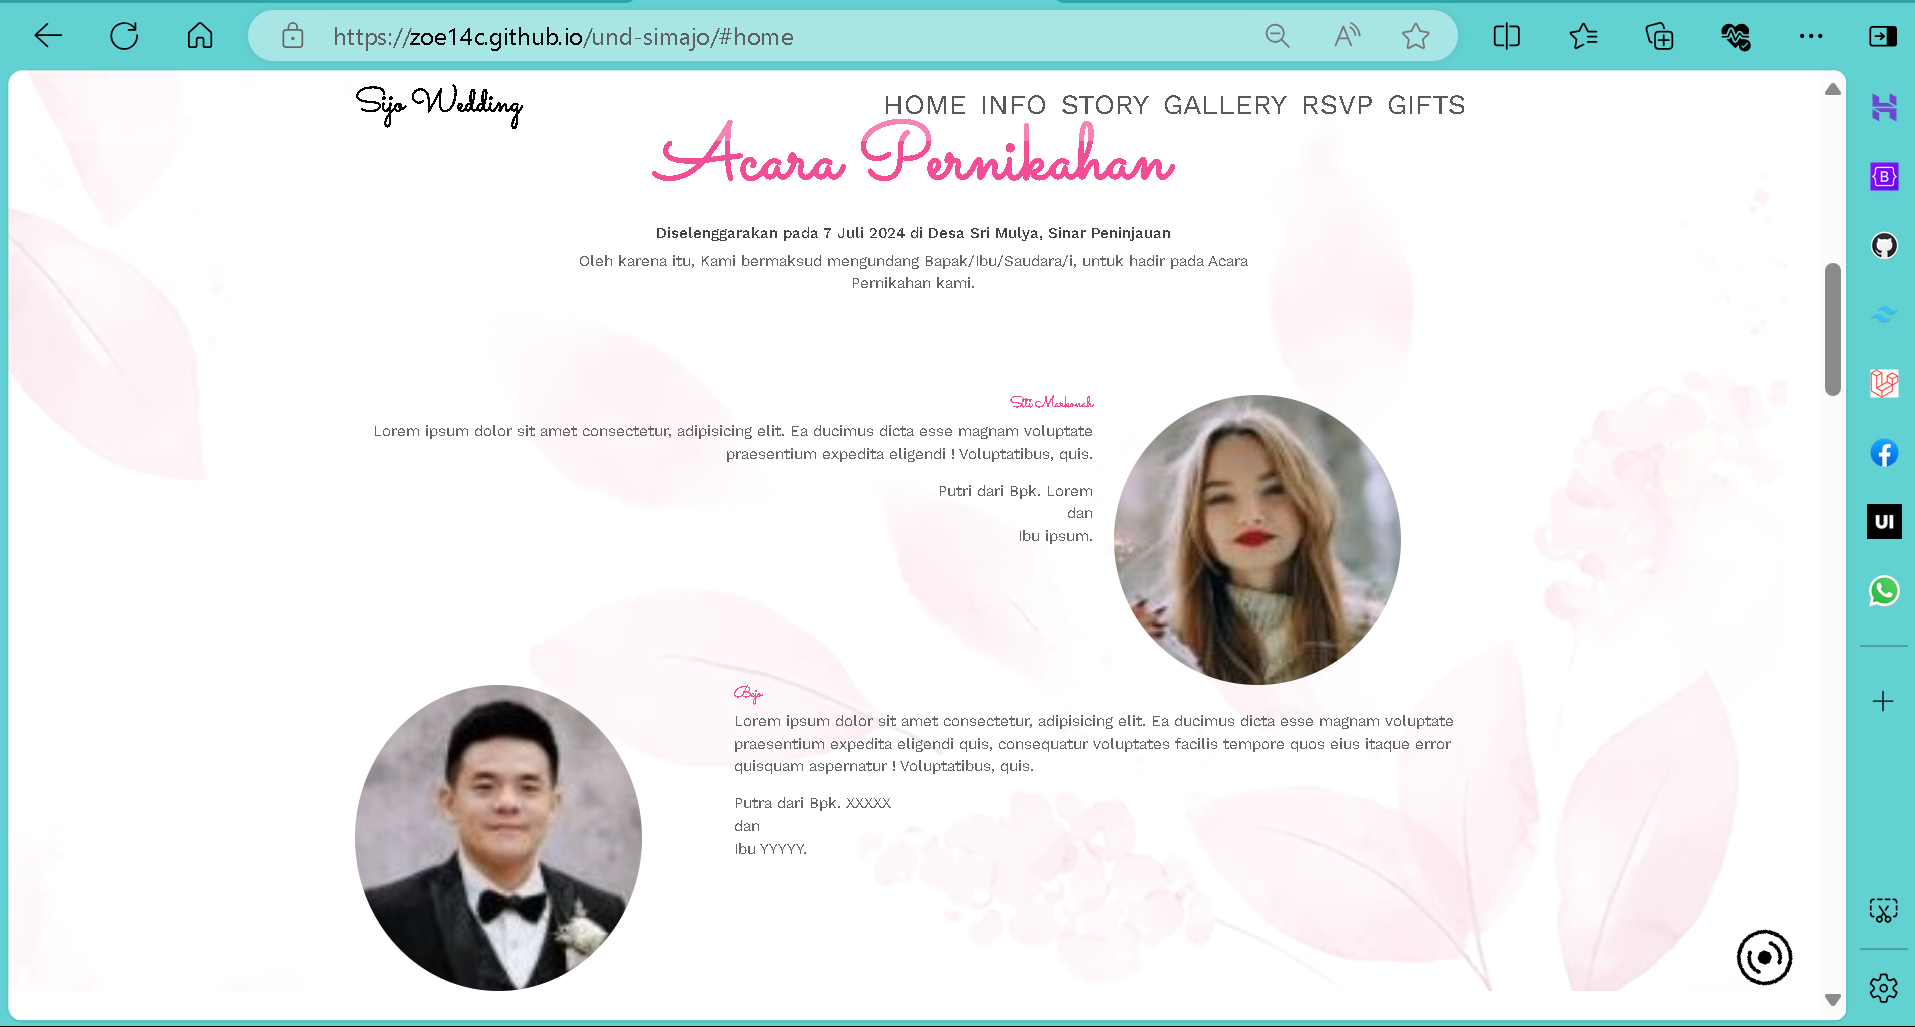 https://zoe14c.github.io/und-simajo/#home
Sijo Wedding
HOME INFO STORY GALLERY RSVP GIFTS
Acara Pernikahan
Diselenggarakan pada 7 Juli 2024 di Desa Sri Mulya, Sinar Peninjauan
Oleh karena itu, Kami bermaksud mengundang Bapak/Ibu/Saudara/i, untuk hadir pada Acara
Pernikahan kami.
Siti Markonah
Lorem ipsum dolor sit amet consectetur, adipisicing elit. Ea ducimus dicta esse magnam voluptate
praesentium expedita eligendi ! Voluptatibus, quis.
Putri dari Bpk. Lorem
dan
Ibu ipsum.
Bejo
Lorem ipsum dolor sit amet consectetur, adipisicing elit. Ea ducimus dicta esse magnam voluptate
praesentium expedita eligendi quis, consequatur voluptates facilis tempore quos eius itaque error
quisquam aspernatur ! Voluptatibus, quis.
Putra dari Bpk. XXXXX
dan
Ibu YYYYY.
B
UI